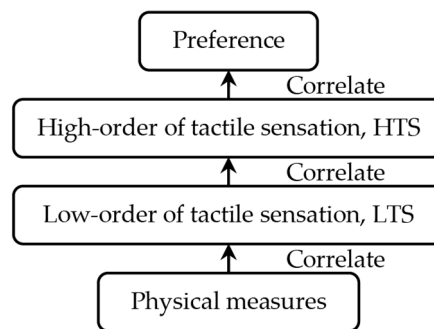 Preference
Correlate
High-order of tactile sensation, HTS
Correlate
Low-order of tactile sensation, LTS
Correlate
Physical measures